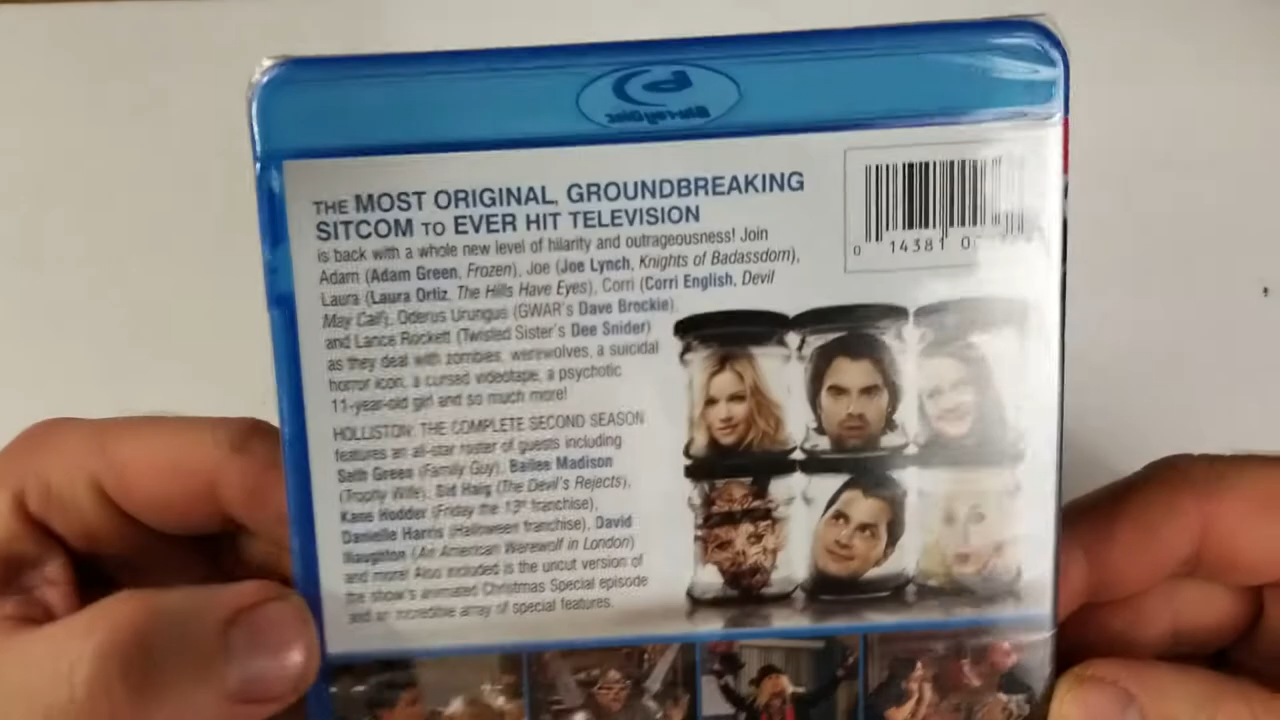 Blu-ray Disc
THE MOST ORIGINAL, GROUNDBREAKING
SITCOM TO EVER HIT TELEVISION
is back with a whole new level of hilarity and outrageousness! Join
Adam (Adam Green, Frozen), Joe (Joe Lynch, Knights of Badassdom),
Laura (Laura Ortiz, The Hills Have Eyes), Corri (Corri English, Devil
May Call), Oderus Urungus (GWAR's Dave Brockie),
and Lance Rockett (Twisted Sister's Dee Snider)
as they deal with zombies, werewolves, a suicidal
horror icon, a cursed videotape, a psychotic
11-year-old girl and so much more!
HOLLISTON: THE COMPLETE SECOND SEASON
features an all-star roster of guests including
Seth Green (Family Guy), Bailee Madison
(Trophy Wife), Sid Haig (The Devil's Rejects),
Kane Hodder (Friday the 13th franchise),
Danielle Harris (Halloween franchise), David
Naughton (An American Werewolf in London)
and more! Also included is the uncut version of
the show's animated Christmas Special episode
and an incredible array of special features.
0 14381 0